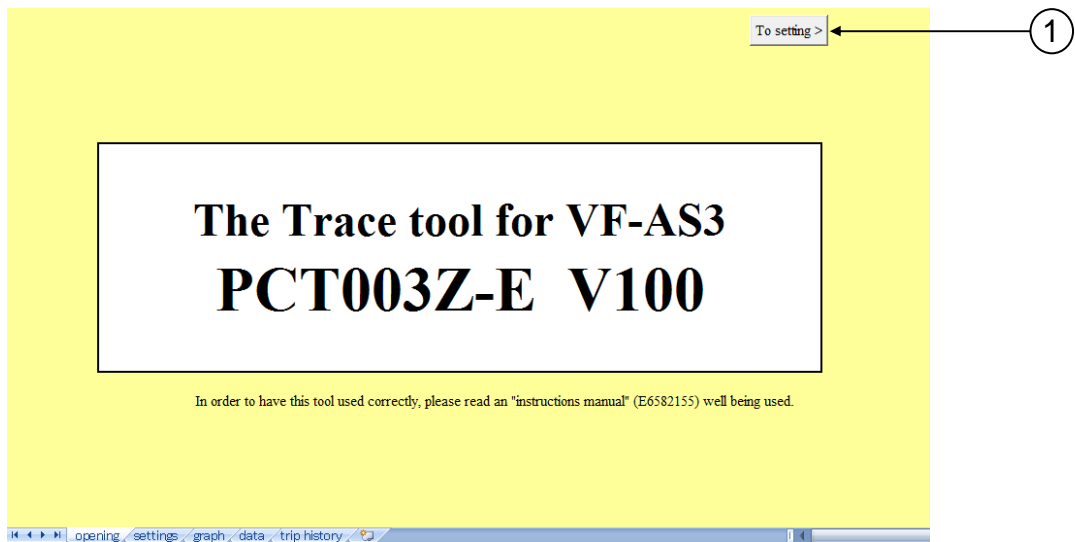 To setting >
1
The Trace tool for VF-AS3
PCT003Z-E V100
In order to have this tool used correctly, please read an "instructions manual" (E6582155) well being used.
opening settings graph data trip history